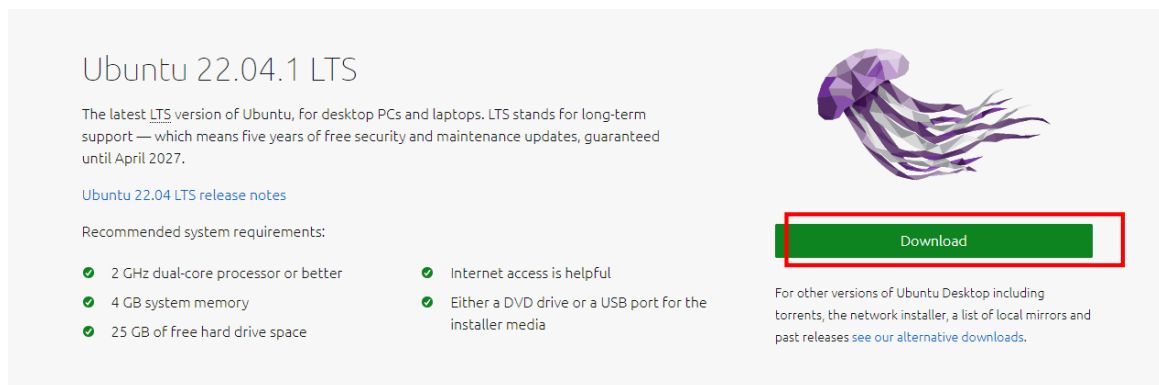 Ubuntu 22.04.1 LTS
The latest LTS version of Ubuntu, for desktop PCs and laptops. LTS stands for long-term
support — which means five years of free security and maintenance updates, guaranteed
until April 2027.
Ubuntu 22.04 LTS release notes
Recommended system requirements:
2 GHz dual-core processor or better
4 GB system memory
25 GB of free hard drive space
Internet access is helpful
Either a DVD drive or a USB port for the
installer media
Download
For other versions of Ubuntu Desktop including
torrents, the network installer, a list of local mirrors and
past releases see our alternative downloads.